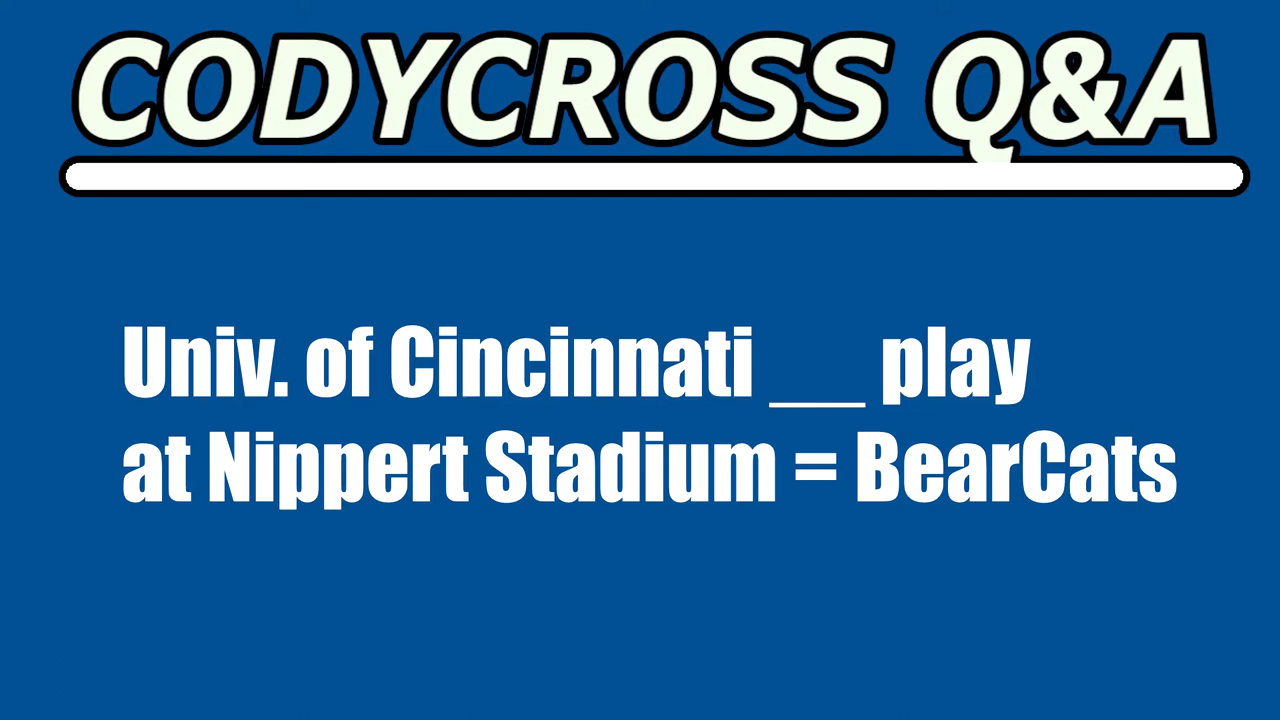 CODYCROSS Q&A
Univ. of Cincinnati __ play
at Nippert Stadium = BearCats